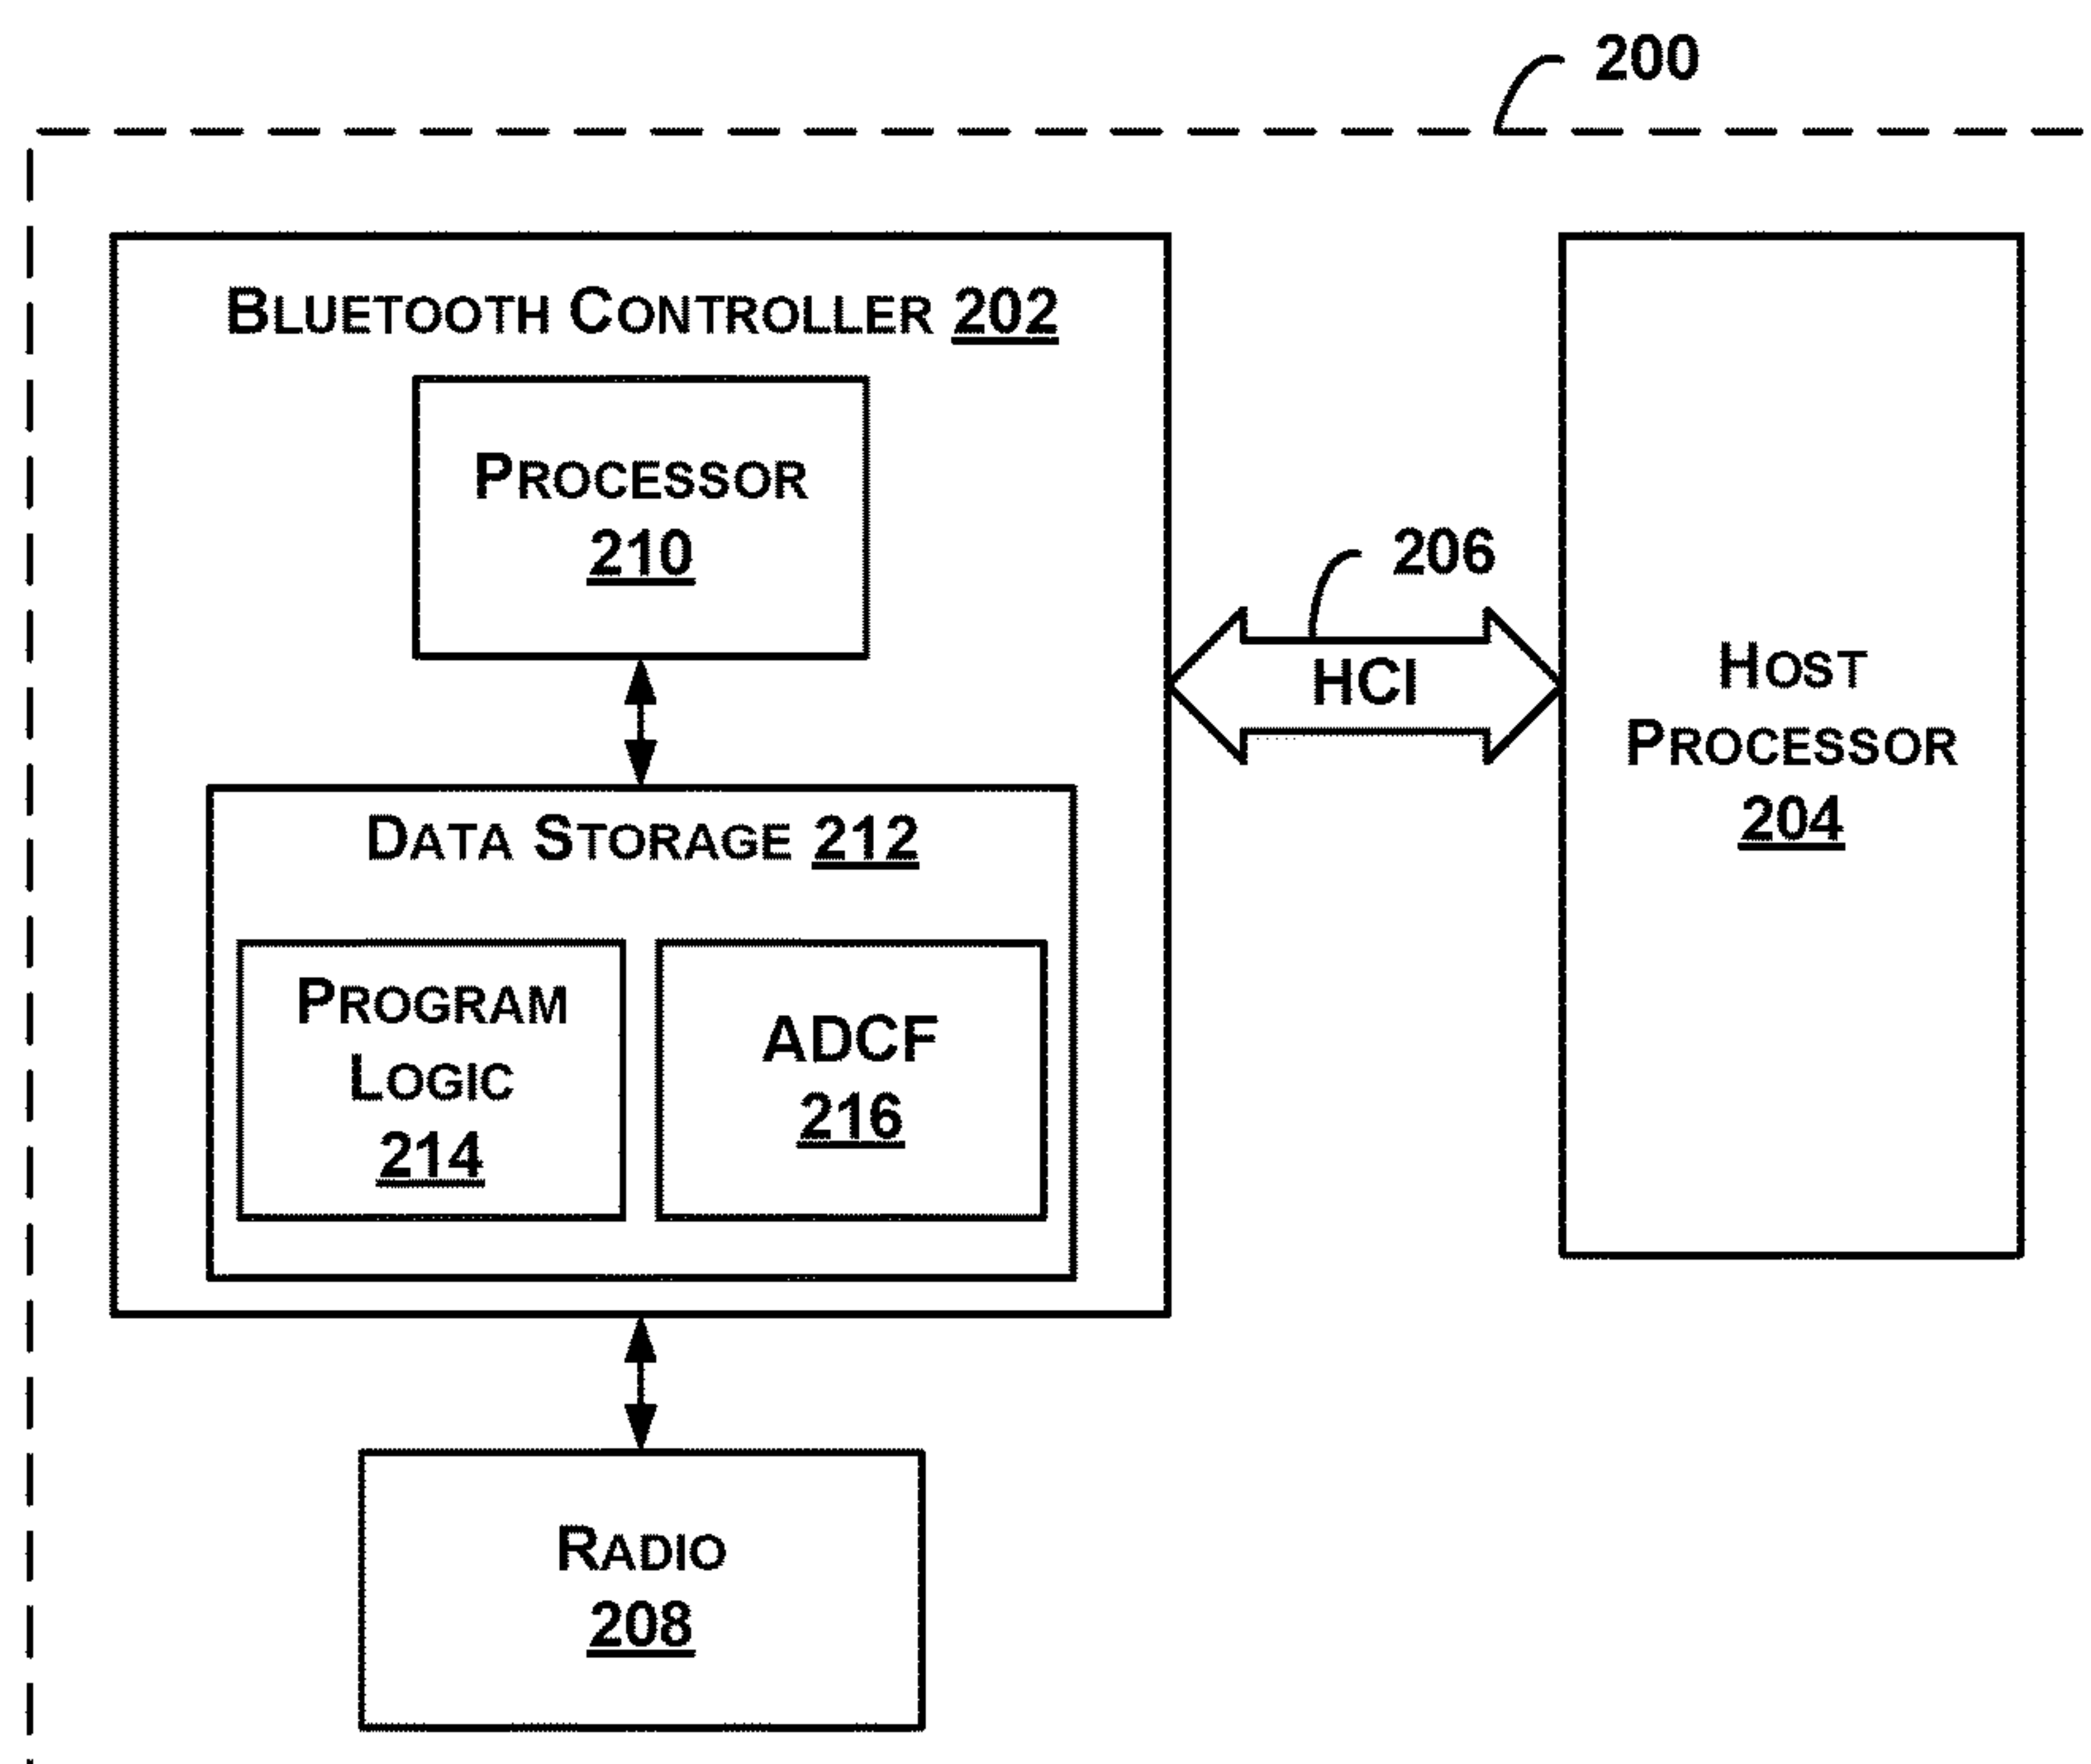 200
BLUETOOTH CONTROLLER 202
PROCESSOR
210
206
HCI
HOST
PROCESSOR
204
DATA STORAGE 212
PROGRAM
LOGIC
214
ADCF
216
RADIO
208